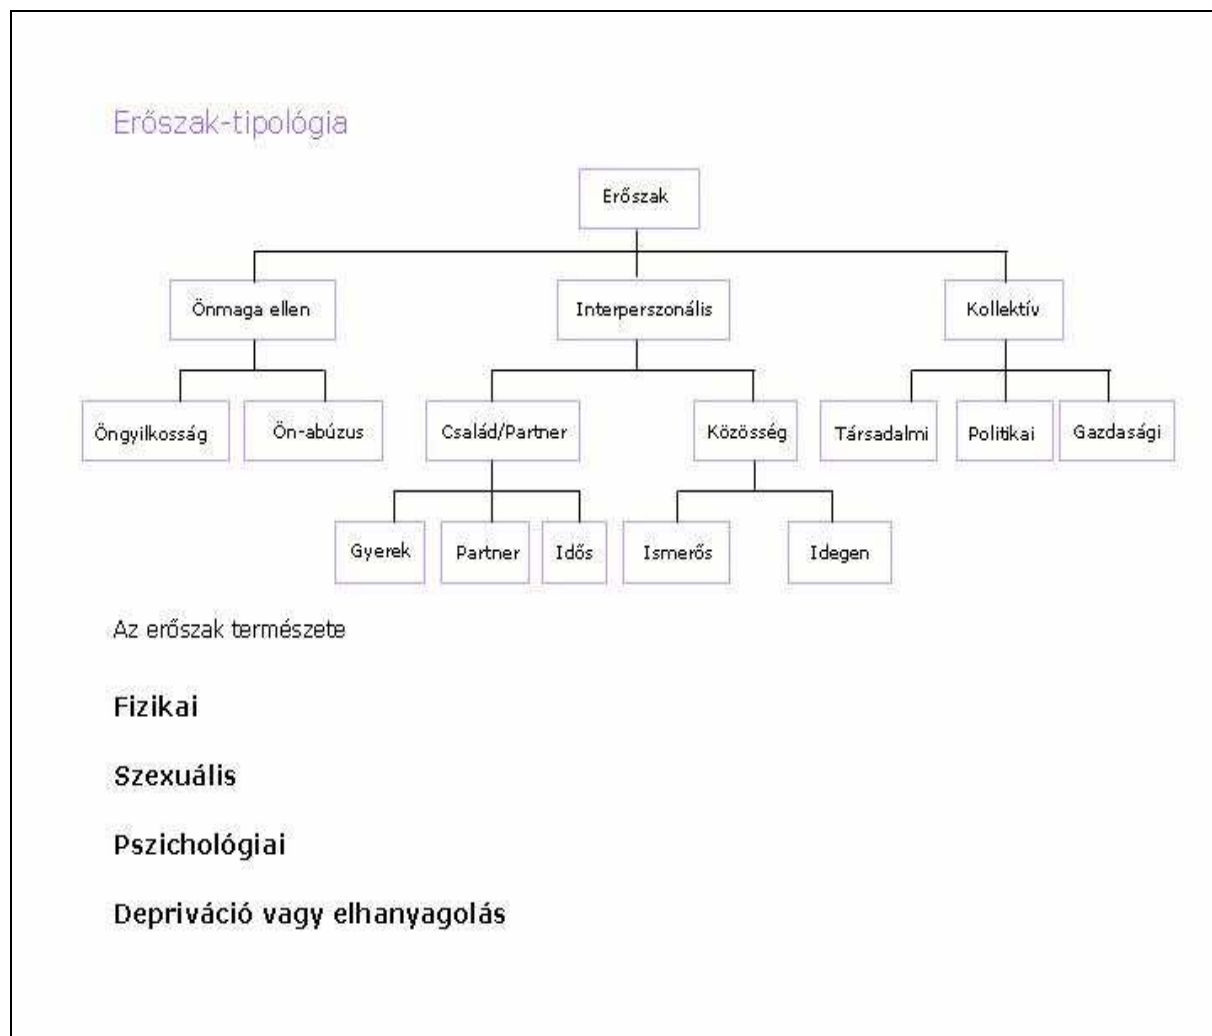 Erőszak-tipológia
Erőszak
Önmaga ellen
Interperszonális
Kollektív
Öngyilkosság
Ön-abúzus
Család/Partner
Közösség
Társadalmi
Politikai
Gazdasági
Gyerek
Partner
Idős
Ismerős
Idegen
Az erőszak természete
Fizikai
Szexuális
Pszichológiai
Depriváció vagy elhanyagolás